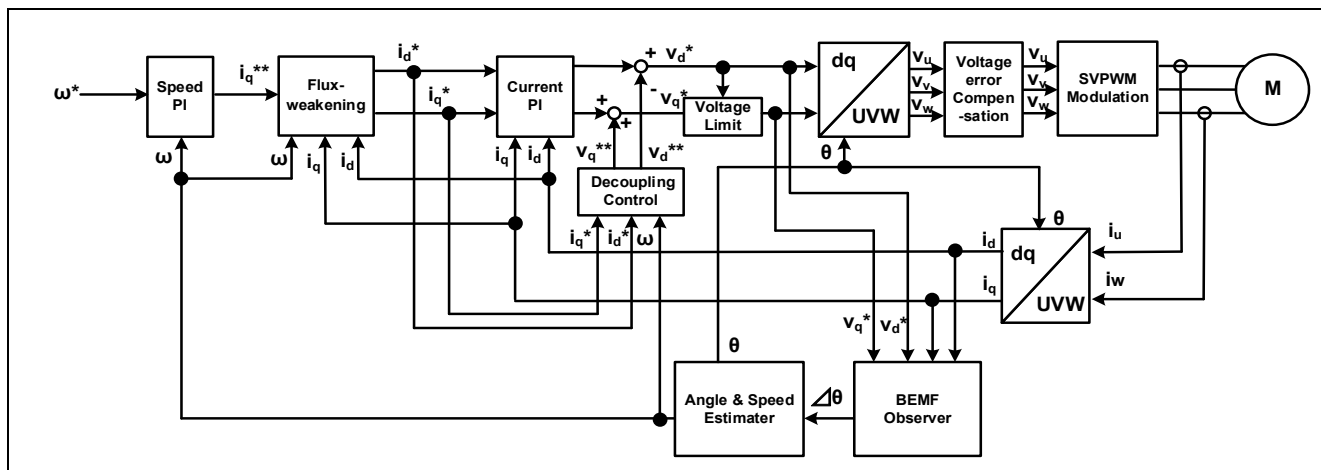 ω*
Speed
PI
iq**
Flux-
weakening
id*
iq*
Current
PI
+
vd*
-
+
+
vq*
Voltage
Limit
dq
UVW
vu
vv
vw
Voltage
error
Compen
-sation
vu
vv
vw
SVPWM
Modulation
M
ω
ω
iq
id
iq
id
vq**
vd**
θ
Decoupling
Control
iq*
id*
ω
θ
id
iq
dq
UVW
iu
iw
vq*
vd*
θ
Angle & Speed
Estimater
⊿θ
BEMF
Observer